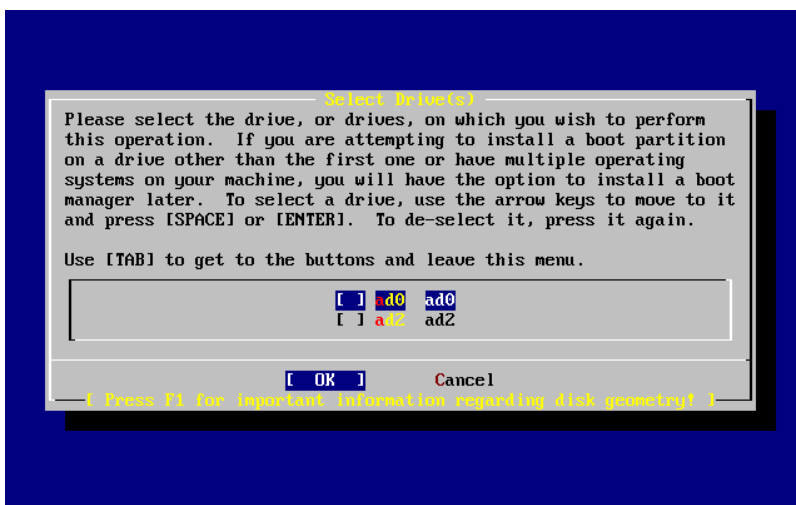 Select Drive(s)
Please select the drive, or drives, on which you wish to perform
this operation.  If you are attempting to install a boot partition
on a drive other than the first one or have multiple operating
systems on your machine, you will have the option to install a boot
manager later.  To select a drive, use the arrow keys to move to it
and press [SPACE] or [ENTER].  To de-select it, press it again.
Use [TAB] to get to the buttons and leave this menu.
[ ] ad0  ad0
[ ] ad2  ad2
[  OK  ]  Cancel
[ Press F1 for important information regarding disk geometry! ]